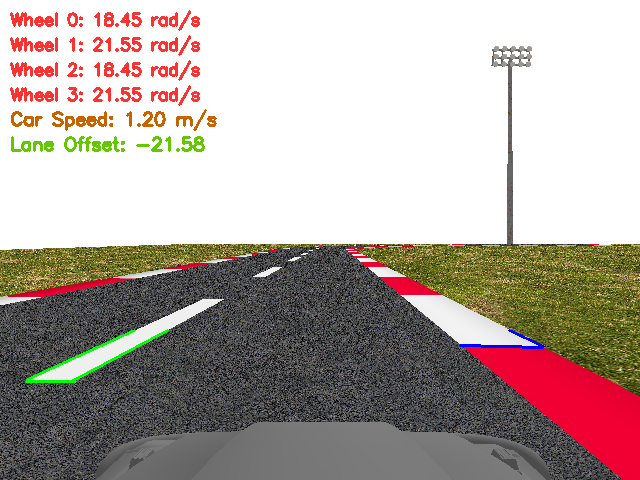 Wheel 0: 18.45 rad/s
Wheel 1: 21.55 rad/s
Wheel 2: 18.45 rad/s
Wheel 3: 21.55 rad/s
Car Speed: 1.20 m/s
Lane Offset: -21.58